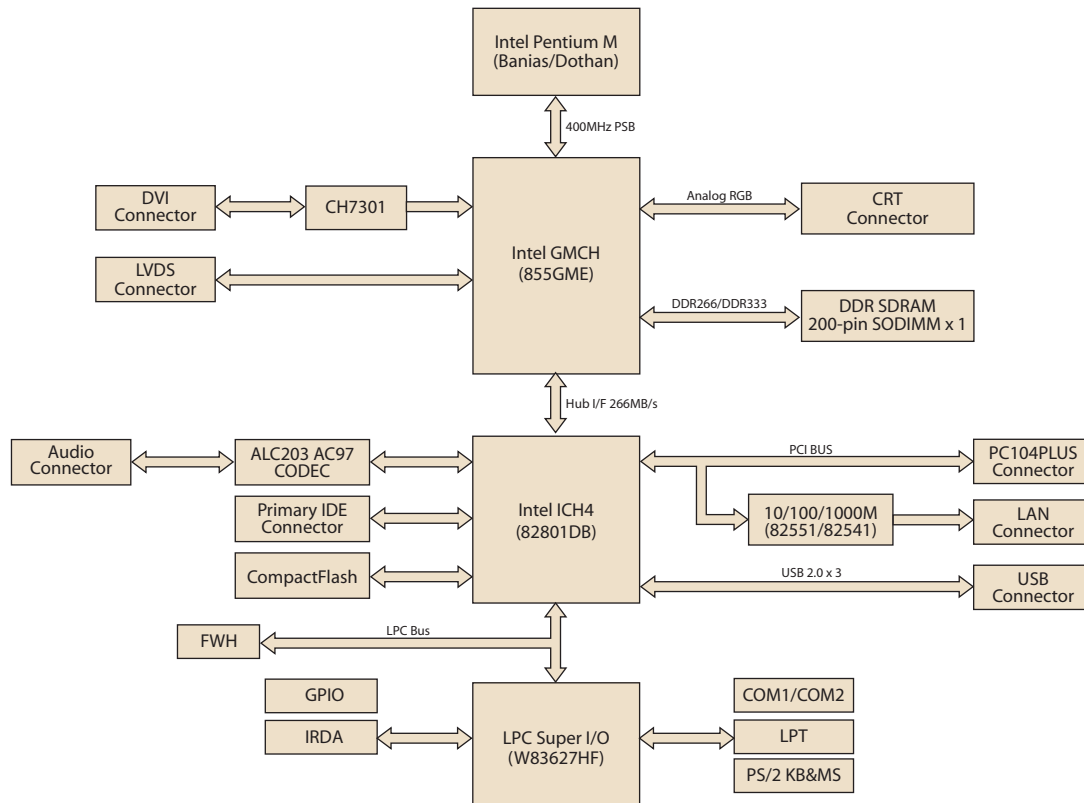 Intel Pentium M
(Banias/Dothan)
400MHz PSB
DVI
Connector
CH7301
Analog RGB
CRT
Connector
LVDS
Connector
Intel GMCH
(855GME)
DDR266/DDR333
DDR SDRAM
200-pin SODIMM x 1
Hub I/F 266MB/s
Audio
Connector
ALC203 AC97
CODEC
PCI BUS
PC104PLUS
Connector
Primary IDE
Connector
Intel ICH4
(82801DB)
10/100/1000M
(82551/82541)
LAN
Connector
CompactFlash
USB 2.0 x 3
USB
Connector
FWH
LPC Bus
GPIO
COM1/COM2
IRDA
LPC Super I/O
(W83627HF)
LPT
PS/2 KB&MS